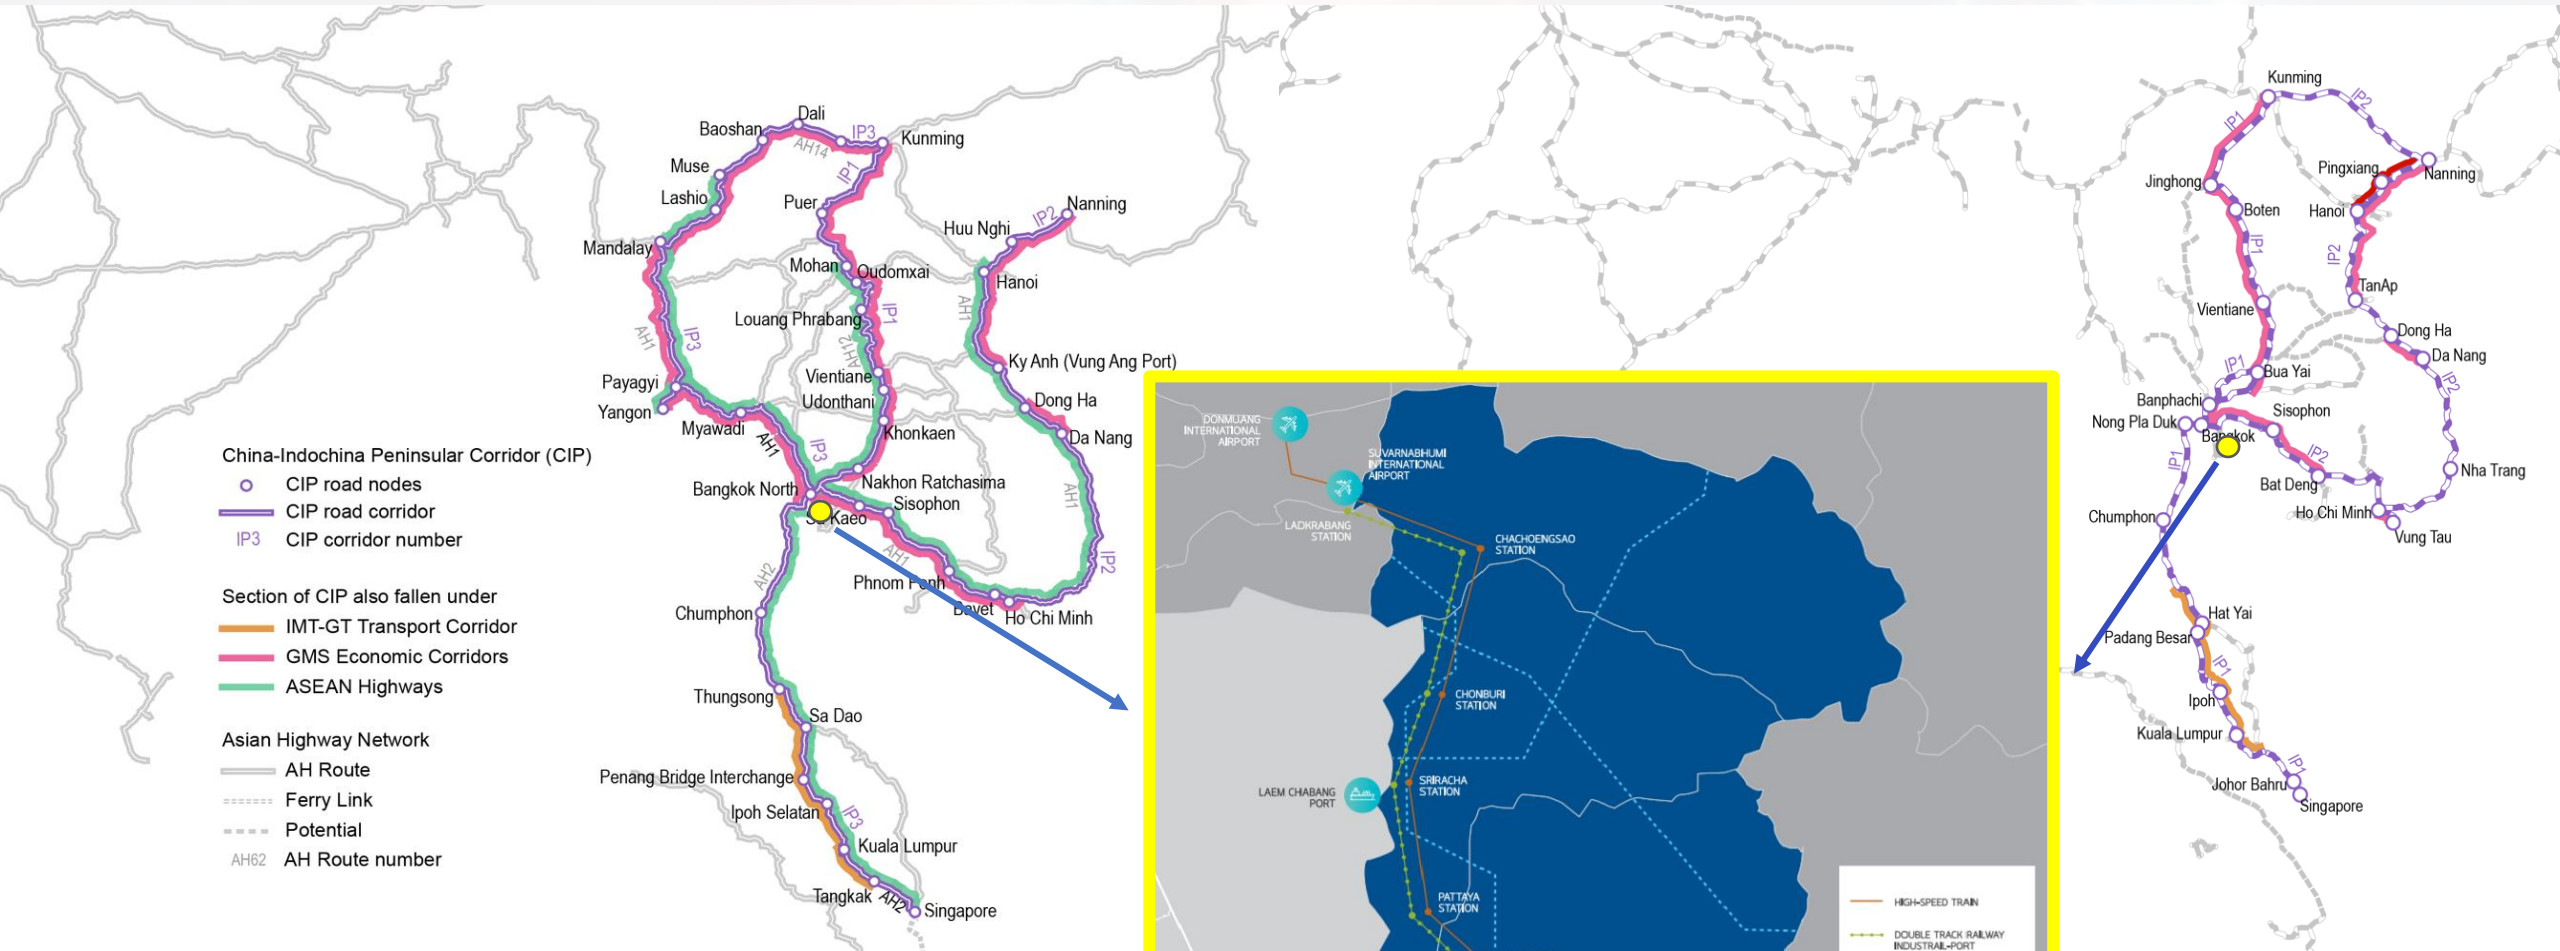 Dali
Baoshan
IP3
Kunming
AH14
Muse
IP1
Lashio
Puer
Nanning
IP2
Huu Nghi
Mandalay
Mohan
Oudomxai
Hanoi
AH1
IP3
Louang Phrabang
IP1
AH1
AH12
Ky Anh (Vung Ang Port)
Payagyi
Vientiane
Yangon
Udonthani
Dong Ha
Myawadi
Khonkaen
Da Nang
AH1
IP3
Bangkok North
Nakhon Ratchasima
Sisophon
AH1
Sa Kaeo
AH1
IP2
Phnom Penh
AH2
Bavet
Ho Chi Minh
Chumphon
Thungsong
Sa Dao
Penang Bridge Interchange
Ipoh Selatan
IP3
Kuala Lumpur
Tangkak
AH2
Singapore
China-Indochina Peninsular Corridor (CIP)
CIP road nodes
CIP road corridor
IP3 CIP corridor number
Section of CIP also fallen under
IMT-GT Transport Corridor
GMS Economic Corridors
ASEAN Highways
Asian Highway Network
AH Route
Ferry Link
Potential
AH62 AH Route number
DONMUANG
INTERNATIONAL
AIRPORT
SUVARNABHUMI
INTERNATIONAL
AIRPORT
LADKRABANG
STATION
CHACHOENGSAO
STATION
CHONBURI
STATION
SRIRACHA
STATION
LAEM CHABANG
PORT
PATTAYA
STATION
HIGH-SPEED TRAIN
DOUBLE TRACK RAILWAY
INDUSTRAIL-PORT
Kunming
IP2
IP1
Pingxiang
Nanning
Jinghong
Boten
Hanoi
IP1
IP2
TanAp
Vientiane
Dong Ha
Da Nang
IP1
Bua Yai
IP2
Banphachi
Sisophon
Nong Pla Duk
Bangkok
IP1
IP2
Nha Trang
Bat Deng
Ho Chi Minh
Chumphon
Vung Tau
Hat Yai
Padang Besar
IP1
Ipoh
Kuala Lumpur
IP1
Johor Bahru
Singapore